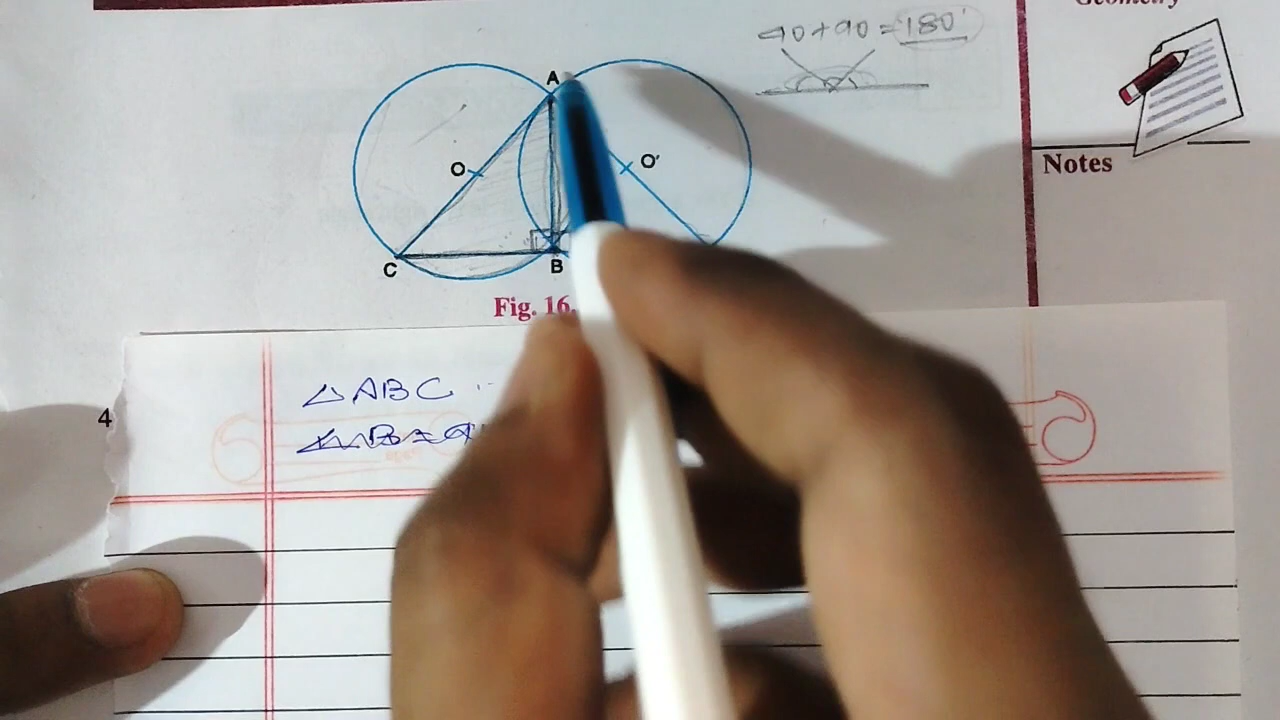 Geometry
90+90=180°
A
O
O'
Notes
C
B
Fig. 16.
△ABC
4